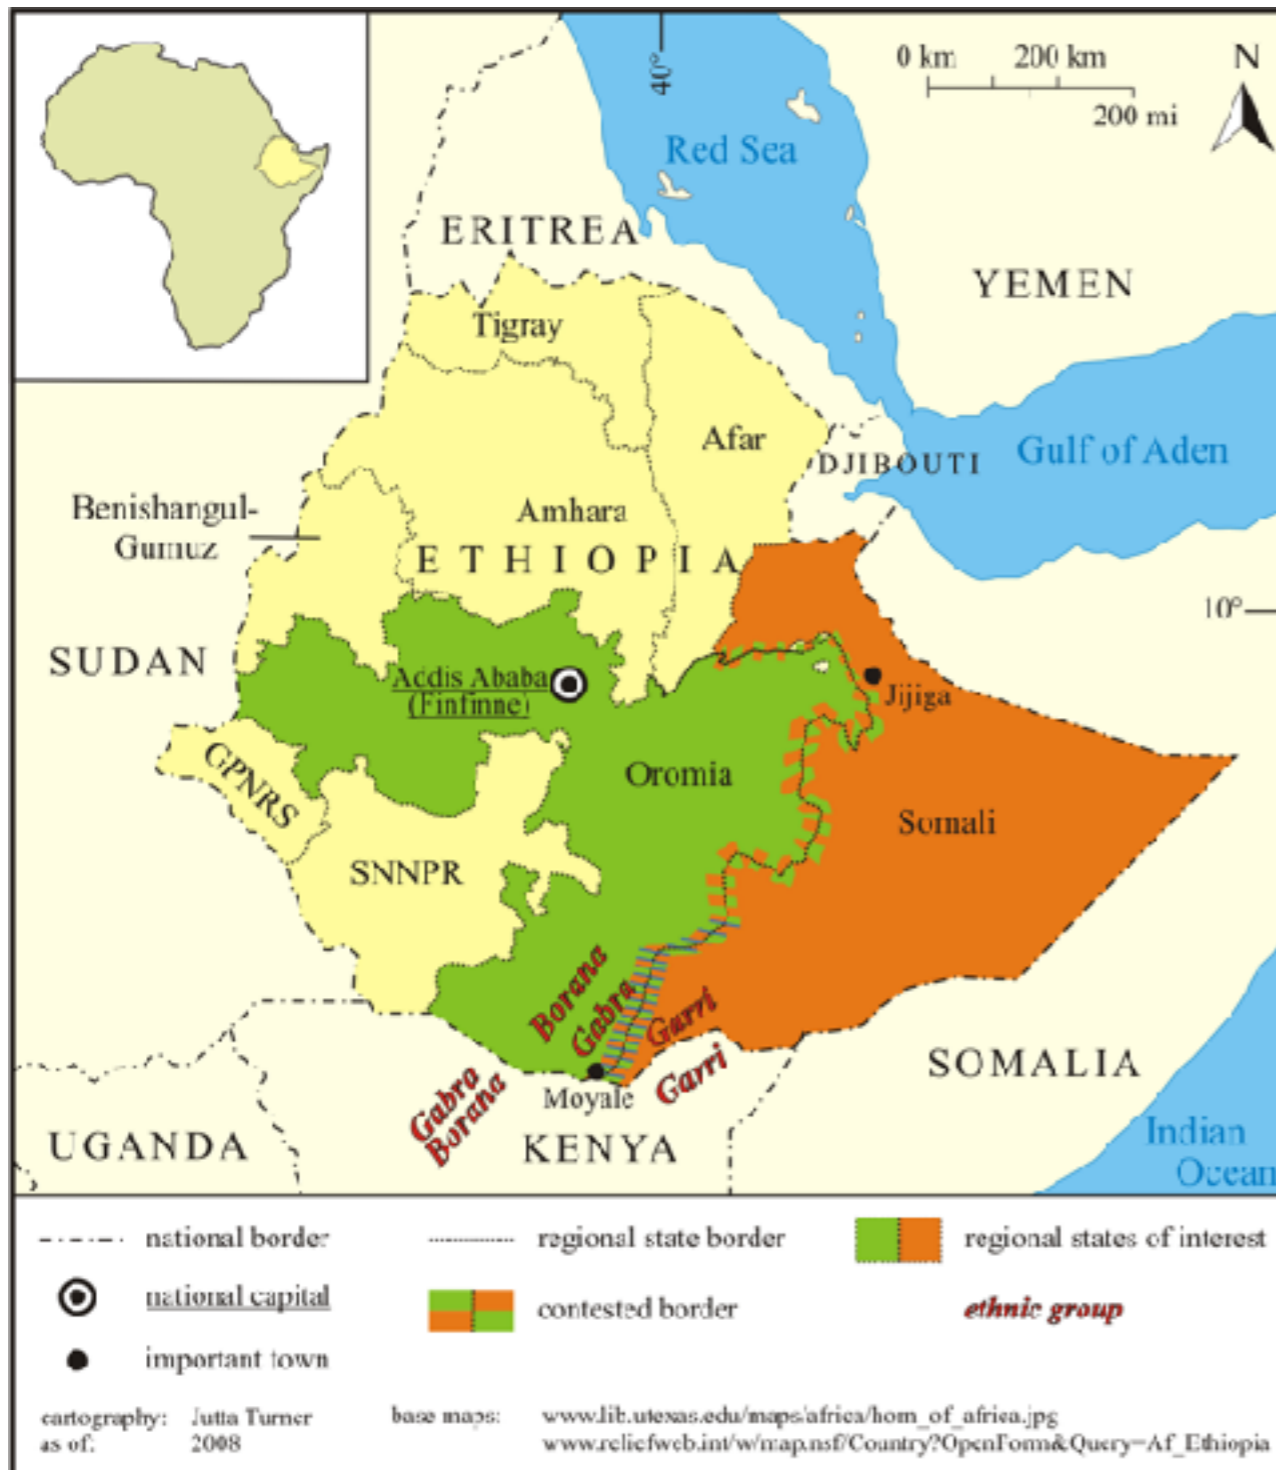 40°
0 km 200 km
200 mi
N
Red Sea
ERITREA
YEMEN
Tigray
Afar
DJIBOUTI
Gulf of Aden
Benishangul-
Gumuz
Amhara
ETHIOPIA
10°
SUDAN
Addis Ababa
(Finfinne)
Jijiga
GPNRS
Oromia
Somali
SNNPR
Borana
Gabra
Garri
Garri
Gabra
Borana
Moyale
SOMALIA
UGANDA
KENYA
Indian
Ocean
national border
regional state border
regional states of interest
national capital
contested border
ethnic group
important town
cartography: Jutta Turner
as of: 2008
base maps: www.lib.utexas.edu/maps/africa/horn_of_africa.jpg
www.reliefweb.int/w/map.nsf/Country?OpenForm&Query=Af_Ethiopia